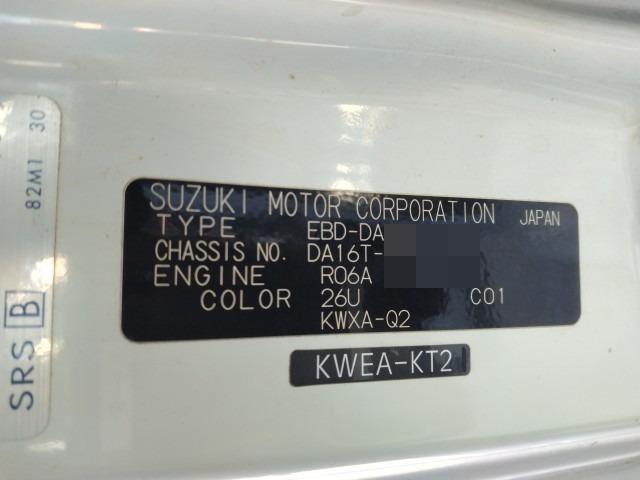 SUZUKI MOTOR CORPORATION JAPAN
TYPE EBD-DA
CHASSIS NO. DA16T-
ENGINE R06A
COLOR 26U C01
KWXA-Q2
KWEA-KT2
82M1 30
SRS B